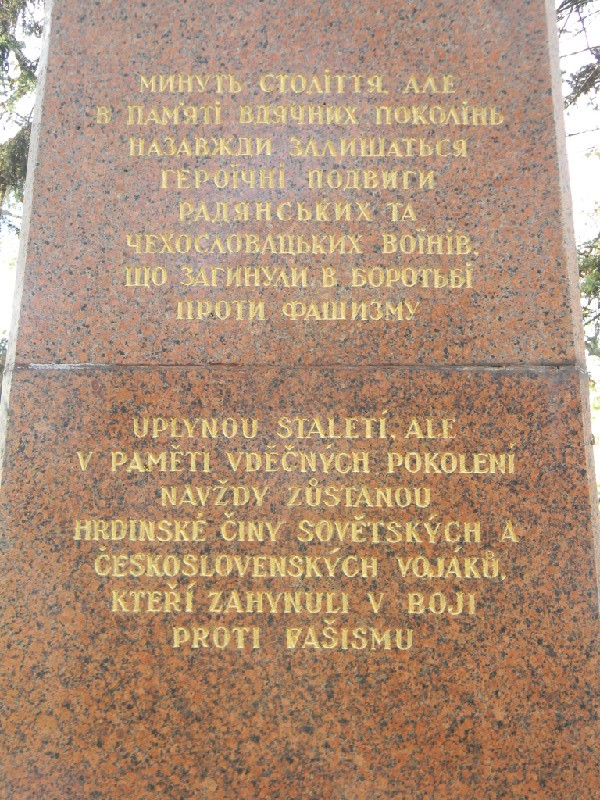 МИНУТЬ СТОЛІТТЯ, АЛЕ
В ПАМ'ЯТІ ВДЯЧНИХ ПОКОЛІНЬ
НАЗАВЖДИ ЗАЛИШАТЬСЯ
ГЕРОЇЧНІ ПОДВИГИ
РАДЯНСЬКИХ ТА
ЧЕХОСЛОВАЦЬКИХ ВОЇНІВ,
ЩО ЗАГИНУЛИ В БОРОТЬБІ
ПРОТИ ФАШИЗМУ
UPLYNOU STALETÍ, ALE
V PAMĚTI VDĚČNÝCH POKOLENÍ
NAVŽDY ZŮSTANOU
HRDINSKÉ ČINY SOVĚTSKÝCH A
ČESKOSLOVENSKÝCH VOJÁKŮ,
KTEŘÍ ZAHYNULI V BOJI
PROTI FAŠISMU